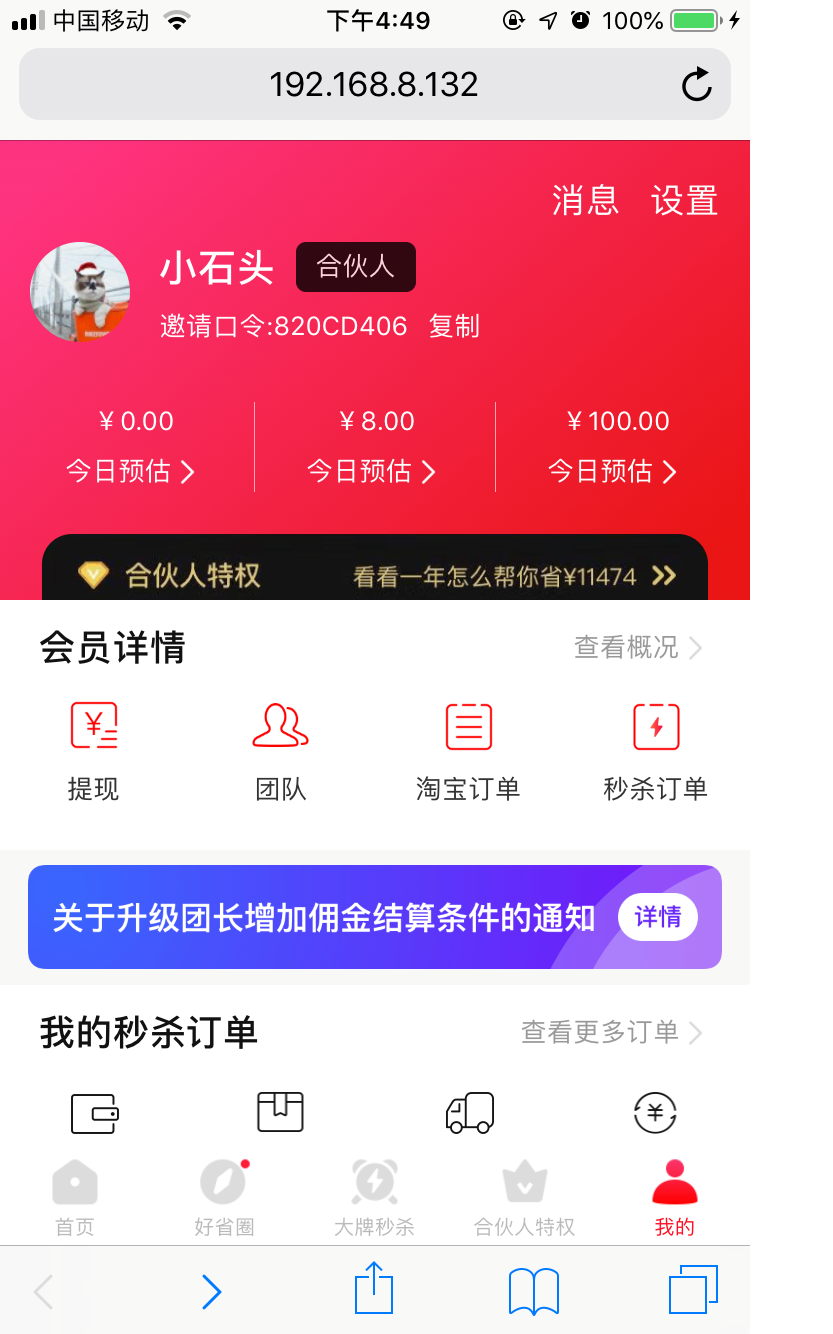 中国移动 下午4:49 100%
192.168.8.132
消息 设置
小石头 合伙人
邀请口令:820CD406 复制
¥ 0.00 ¥ 8.00 ¥ 100.00
今日预估 今日预估 今日预估
合伙人特权 看看一年怎么帮你省¥11474
会员详情 查看概况
提现 团队 淘宝订单 秒杀订单
关于升级团长增加佣金结算条件的通知 详情
我的秒杀订单 查看更多订单
首页 好省圈 大牌秒杀 合伙人特权 我的